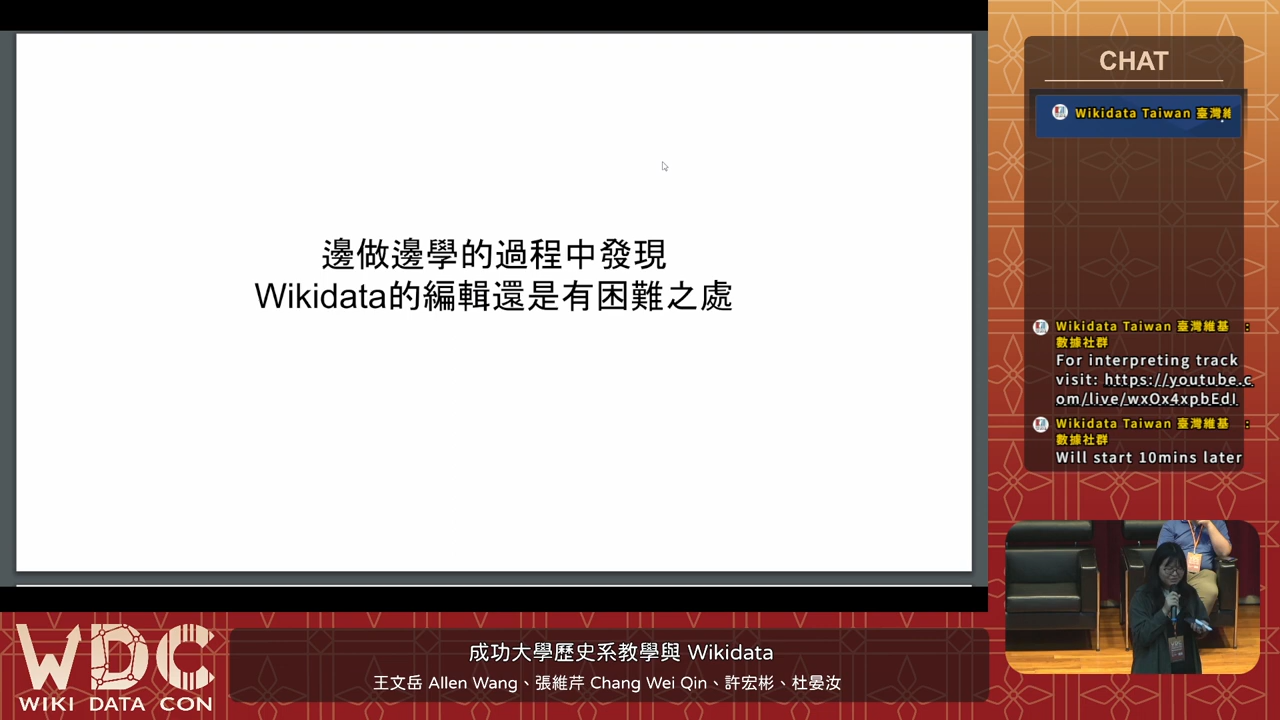 邊做邊學的過程中發現
Wikidata的編輯還是有困難之處
CHAT
Wikidata Taiwan 臺灣維
Wikidata Taiwan 臺灣維基 :
數據社群
For interpreting track
visit: https://youtube.c
om/live/wxOx4xpbEdI
Wikidata Taiwan 臺灣維基 :
數據社群
Will start 10mins later
WDC
WIKI DATA CON
成功大學歷史系教學與 Wikidata
王文岳 Allen Wang、張維芹 Chang Wei Qin、許宏彬、杜晏汝